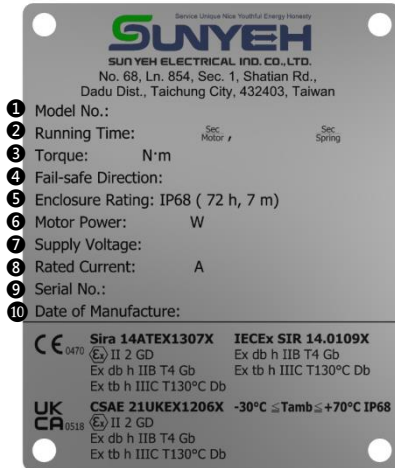 Service Unique Nice Youthful Energy Honesty
SUNYEH
SUN YEH ELECTRICAL IND. CO.,LTD.
No. 68, Ln. 854, Sec. 1, Shatian Rd.,
Dadu Dist., Taichung City, 432403, Taiwan
1 Model No.:
2 Running Time: Sec Motor , Sec Spring
3 Torque: N·m
4 Fail-safe Direction:
5 Enclosure Rating: IP68 ( 72 h, 7 m)
6 Motor Power: W
7 Supply Voltage:
8 Rated Current: A
9 Serial No.:
10 Date of Manufacture:
CE 0470 Sira 14ATEX1307X IECEx SIR 14.0109X
Ex II 2 GD Ex db h IIB T4 Gb
Ex db h IIB T4 Gb Ex tb h IIIC T130°C Db
Ex tb h IIIC T130°C Db
UK CA 0518 CSAE 21UKEX1206X -30°C ≦Tamb≦+70°C IP68
Ex II 2 GD
Ex db h IIB T4 Gb
Ex tb h IIIC T130°C Db